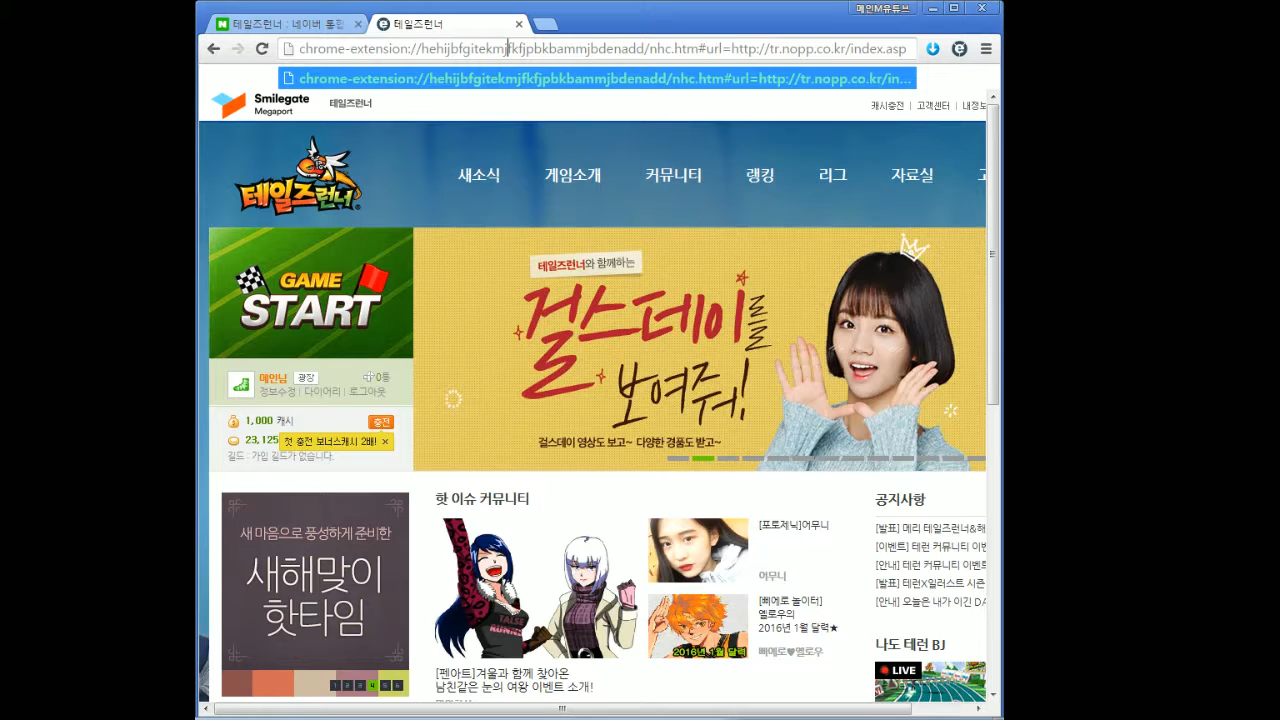 메인M유튜브
테일즈런너 : 네이버 통합
테일즈런너
chrome-extension://hehijbfgitekmjfkfjpbkbammjbdenadd/nhc.htm#url=http://tr.nopp.co.kr/index.asp
chrome-extension://hehijbfgitekmjfkfjpbkbammjbdenadd/nhc.htm#url=http://tr.nopp.co.kr/in...
Smilegate
Megaport
테일즈런너
캐시충전 | 고객센터 | 내정보
테일즈런너
새소식 게임소개 커뮤니티 랭킹 리그 자료실
GAME
START
메인님 광장 0통
정보수정 | 다이어리 | 로그아웃
1,000 캐시 충전
23,125 첫 충전 보너스캐시 2배!
길드 : 가입 길드가 없습니다.
테일즈런너와 함께하는
걸스데이를
보여줘!
걸스데이 영상도 보고~ 다양한 경품도 받고~
새 마음으로 풍성하게 준비한
새해맞이
핫타임
1 2 3 4 5 6
핫 이슈 커뮤니티
[펜아트]겨울과 함께 찾아온
남친같은 눈의 여왕 이벤트 소개!
[포로제닉]어무니
어무니
[삐에로 놀이터]
옐로우의
2016년 1월 달력★
삐에로♥옐로우
2016년 1월 달력
공지사항
[발표] 메리 테일즈런너&해
[이벤트] 테런 커뮤니티 이벤
[안내] 테런 커뮤니티 이벤트
[발표] 테런X일러스트 시즌
[안내] 오늘은 내가 이긴 DA
나도 테런 BJ
LIVE